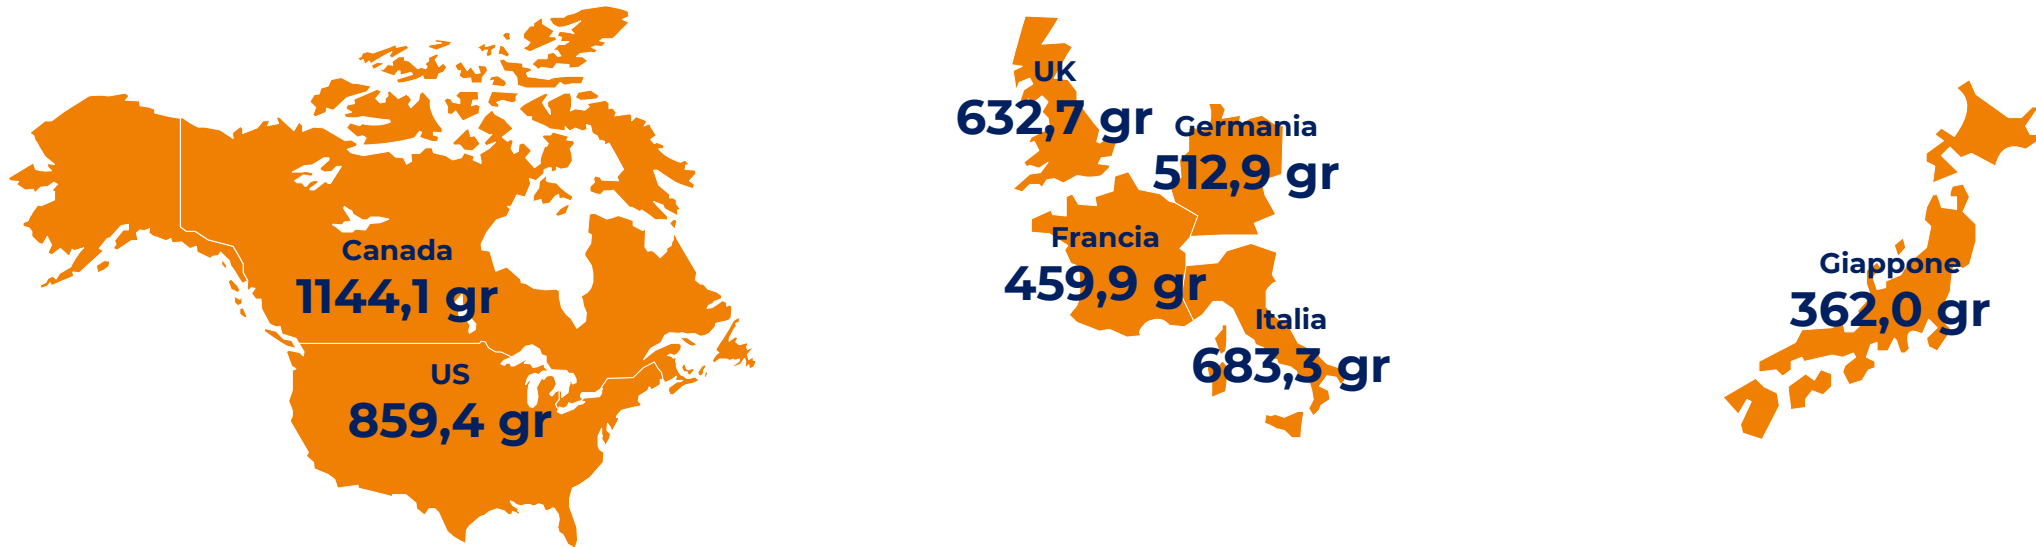 Canada
1144,1 gr
US
859,4 gr
UK
632,7 gr
Germania
512,9 gr
Francia
459,9 gr
Italia
683,3 gr
Giappone
362,0 gr